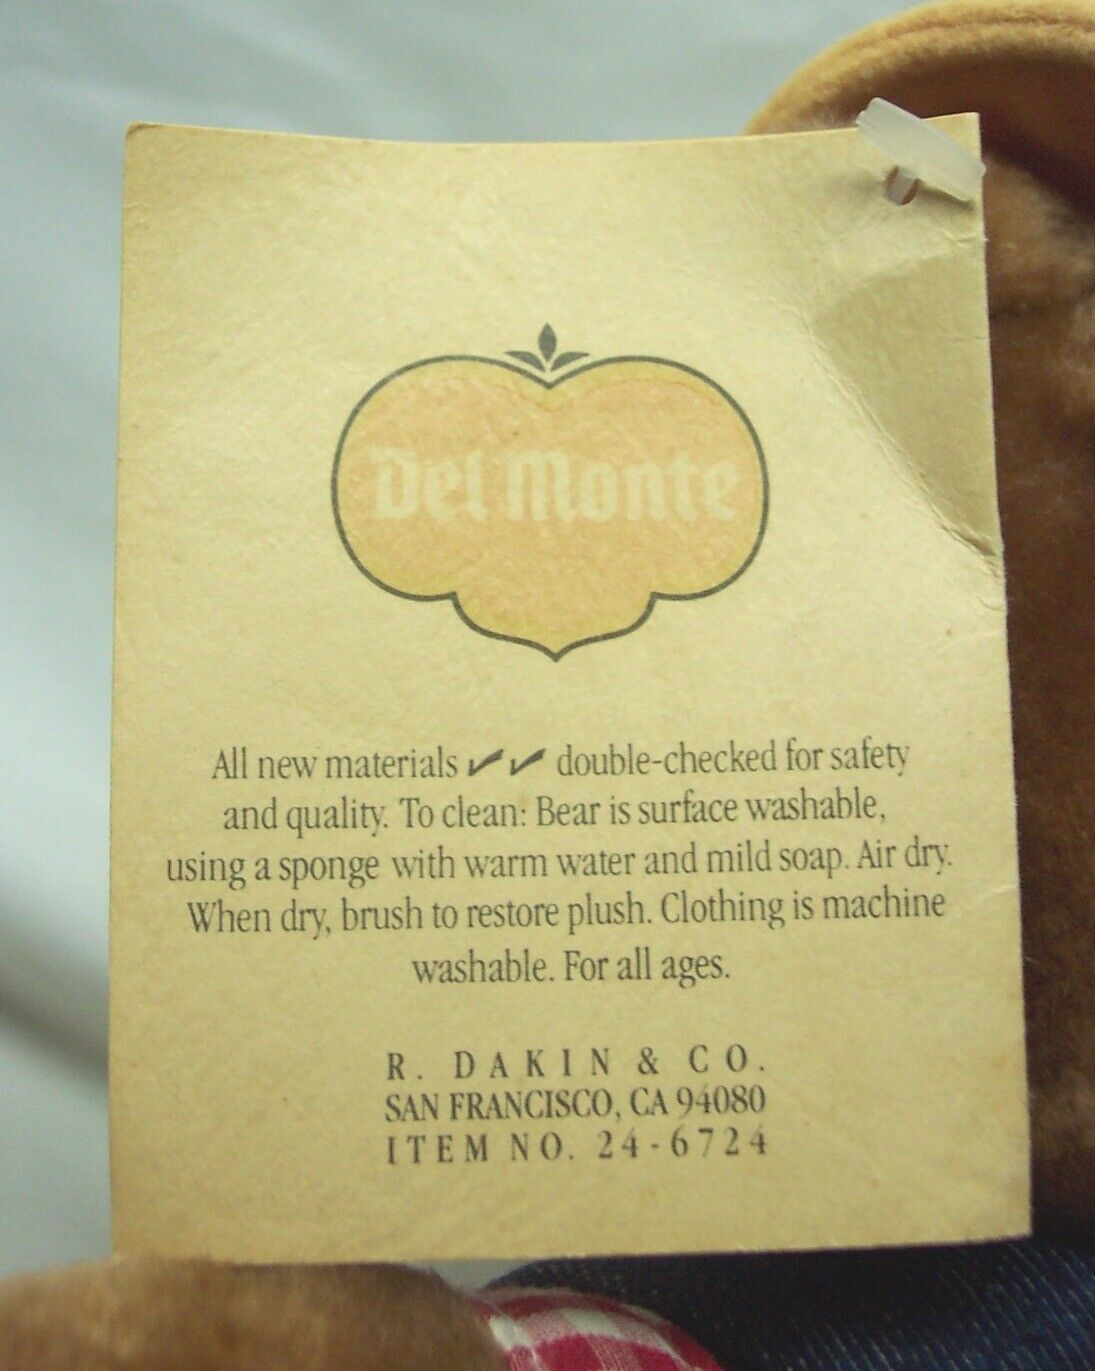 Del Monte
All new materials ✓✓ double-checked for safety
and quality. To clean: Bear is surface washable,
using a sponge with warm water and mild soap. Air dry.
When dry, brush to restore plush. Clothing is machine
washable. For all ages.
R. DAKIN & CO.
SAN FRANCISCO, CA 94080
ITEM NO. 24-6724